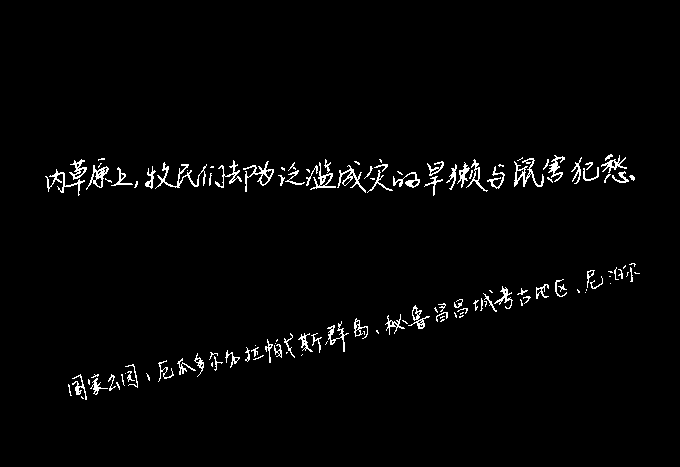 内草原上,牧民们却为泛滥成灾的旱獭与鼠害犯愁.
国家公园、厄瓜多尔加拉帕戈斯群岛、秘鲁昌昌城考古地区、尼泊尔